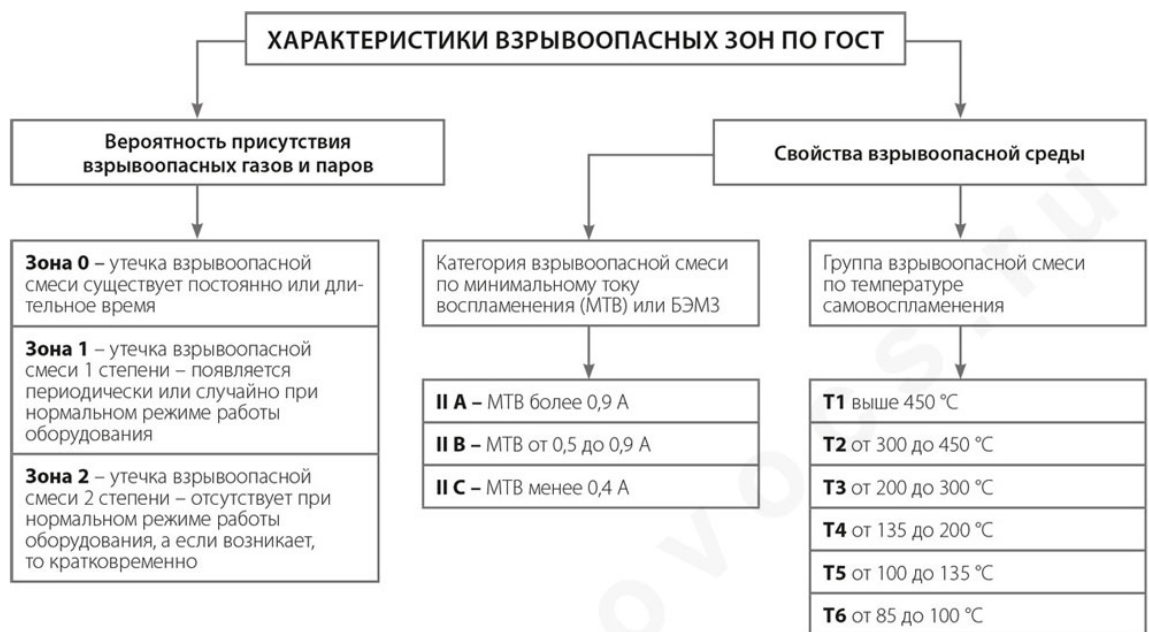 ХАРАКТЕРИСТИКИ ВЗРЫВООПАСНЫХ ЗОН ПО ГОСТ
Вероятность присутствия
взрывоопасных газов и паров
Свойства взрывоопасной среды
Зона 0 – утечка взрывоопасной
смеси существует постоянно или дли-
тельное время
Зона 1 – утечка взрывоопасной
смеси 1 степени – появляется
периодически или случайно при
нормальном режиме работы
оборудования
Зона 2 – утечка взрывоопасной
смеси 2 степени – отсутствует при
нормальном режиме работы
оборудования, а если возникает,
то кратковременно
Категория взрывоопасной смеси
по минимальному току
воспламенения (МТВ) или БЭМЗ
II A – МТВ более 0,9 А
II B – МТВ от 0,5 до 0,9 А
II C – МТВ менее 0,4 А
Группа взрывоопасной смеси
по температуре
самовоспламенения
T1 выше 450 °C
T2 от 300 до 450 °C
T3 от 200 до 300 °C
T4 от 135 до 200 °C
T5 от 100 до 135 °C
T6 от 85 до 100 °C
ovocs.ru